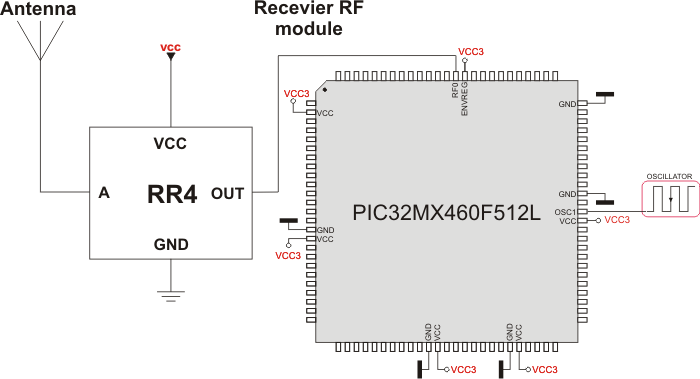 Antenna
Recevier RF
module
vcc
VCC
A
RR4
OUT
GND
VCC3
RF0
ENVREG
VCC3
VCC
GND
VCC
VCC3
PIC32MX460F512L
GND
GND
OSC1
VCC
VCC3
OSCILLATOR
GND
VCC
VCC3
GND
VCC
VCC3